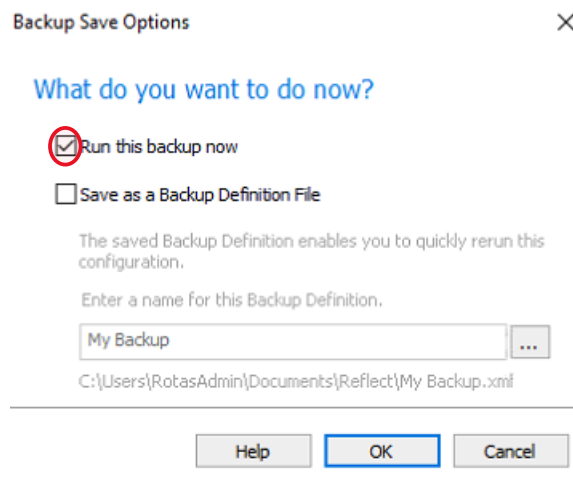 Backup Save Options
What do you want to do now?
Run this backup now
Save as a Backup Definition File
The saved Backup Definition enables you to quickly rerun this
configuration.
Enter a name for this Backup Definition.
My Backup
...
C:\Users\RotasAdmin\Documents\Reflect\My Backup.xml
Help
OK
Cancel